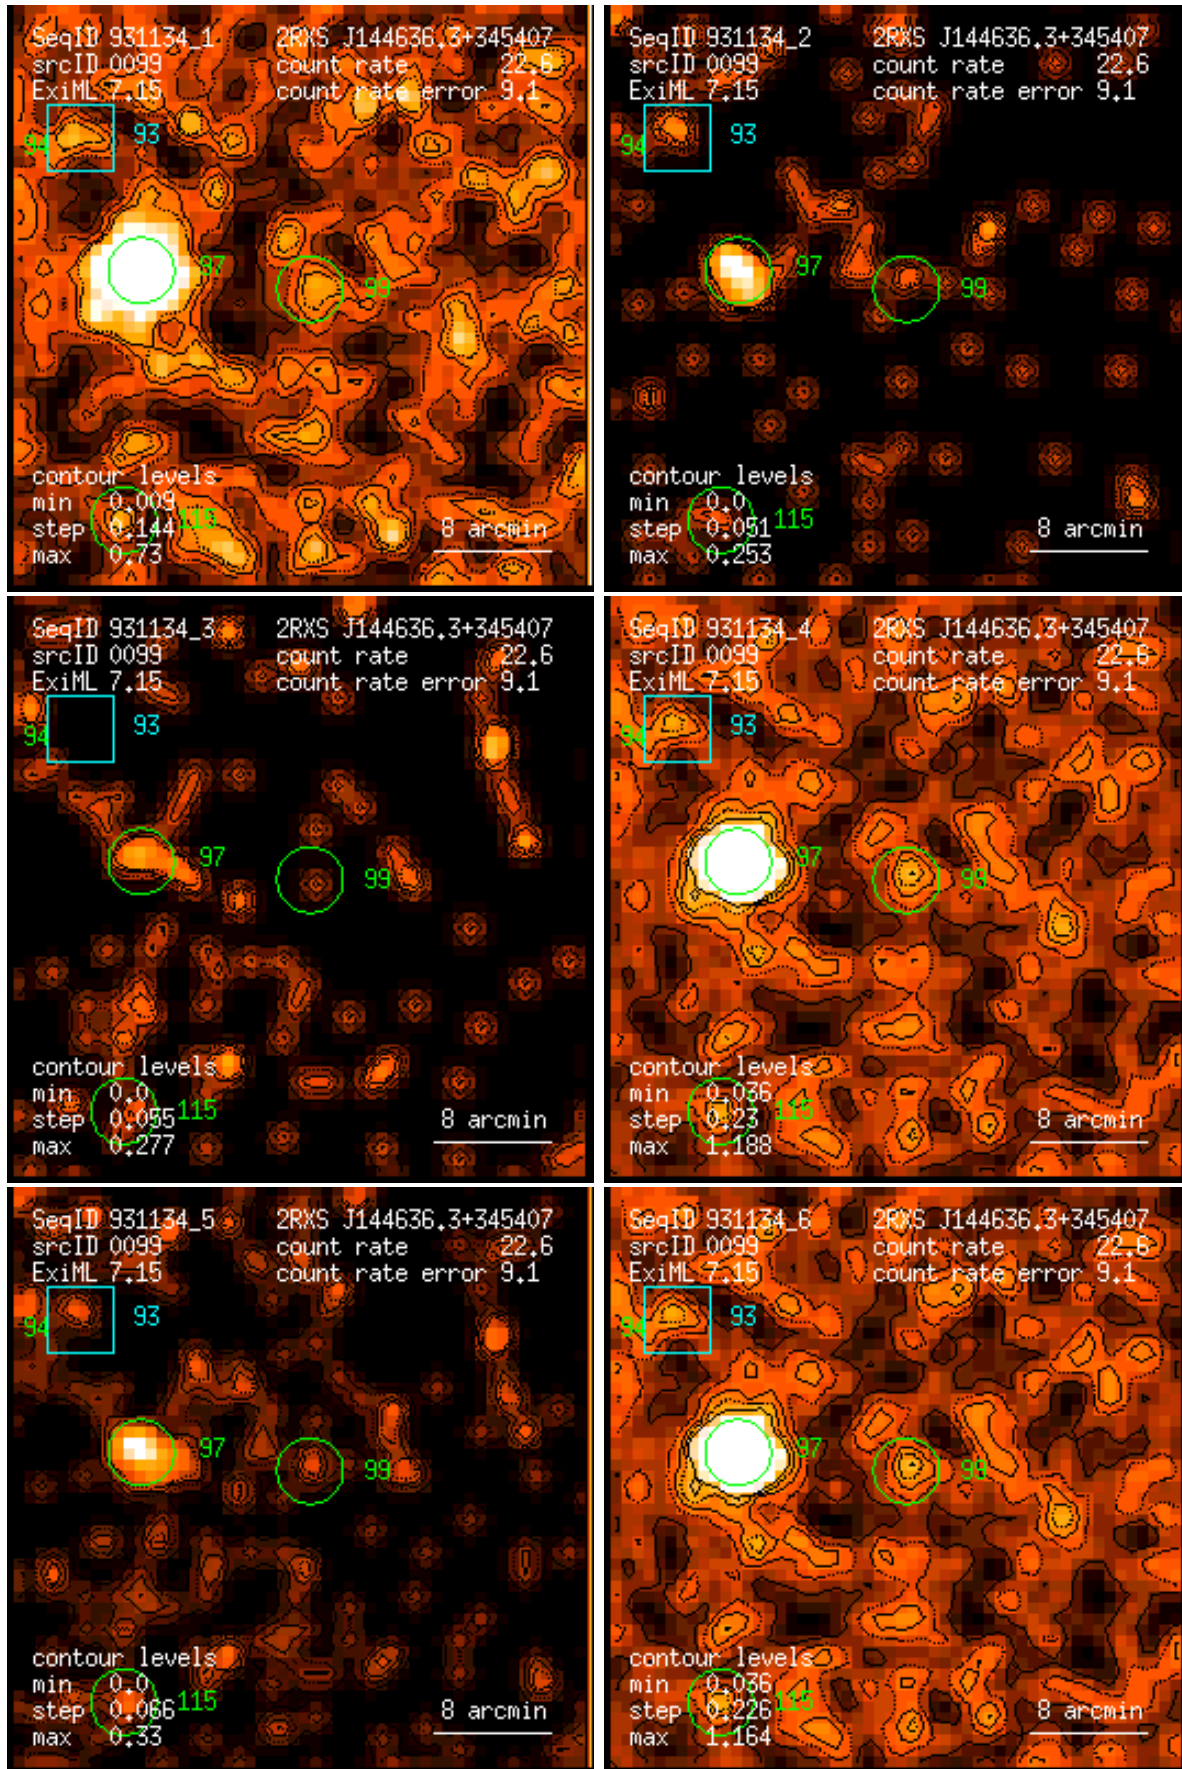 SeqID 931134_1 2RXS J144636.3+345407
srcID 0099 count rate 22.6
ExiML 7.15 count rate error 9.1
94 93
97
99
contour levels
min 0.009
step 0.144 115 8 arcmin
max 0.73
SeqID 931134_2 2RXS J144636.3+345407
srcID 0099 count rate 22.6
ExiML 7.15 count rate error 9.1
94 93
97
99
contour levels
min 0.0
step 0.051 115 8 arcmin
max 0.253
SeqID 931134_3 2RXS J144636.3+345407
srcID 0099 count rate 22.6
ExiML 7.15 count rate error 9.1
94 93
97
99
contour levels
min 0.0
step 0.055 115 8 arcmin
max 0.277
SeqID 931134_4 2RXS J144636.3+345407
srcID 0099 count rate 22.6
ExiML 7.15 count rate error 9.1
94 93
97
99
contour levels
min 0.036
step 0.23 115 8 arcmin
max 1.188
SeqID 931134_5 2RXS J144636.3+345407
srcID 0099 count rate 22.6
ExiML 7.15 count rate error 9.1
94 93
97
99
contour levels
min 0.0
step 0.066 115 8 arcmin
max 0.33
SeqID 931134_6 2RXS J144636.3+345407
srcID 0099 count rate 22.6
ExiML 7.15 count rate error 9.1
94 93
97
99
contour levels
min 0.036
step 0.226 115 8 arcmin
max 1.164